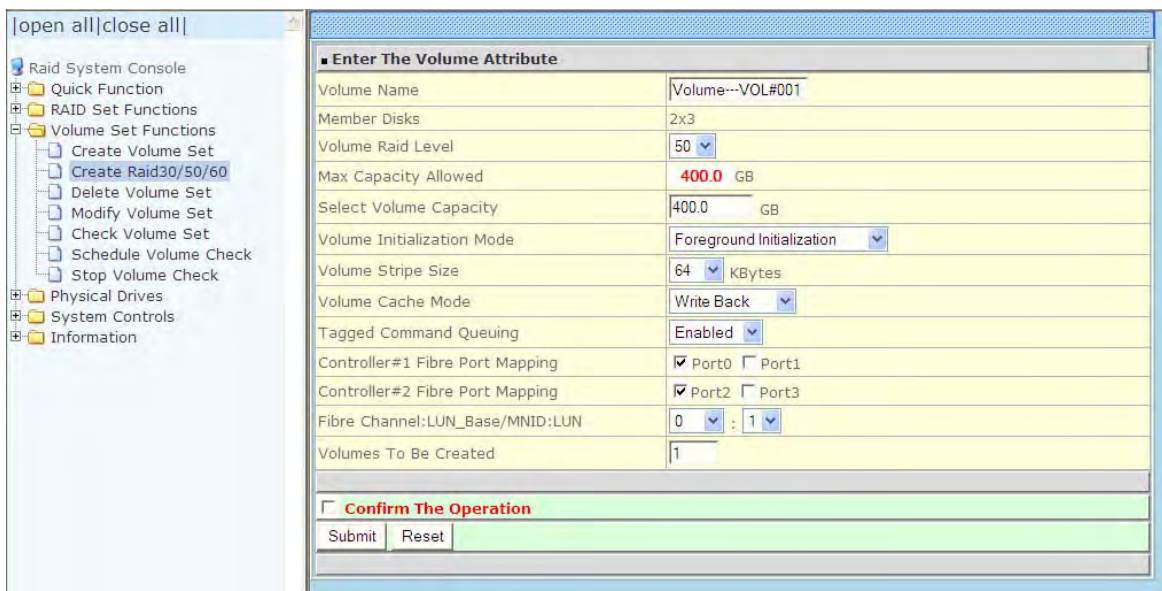 |open all|close all|
Raid System Console
Quick Function
RAID Set Functions
Volume Set Functions
Create Volume Set
Create Raid30/50/60
Delete Volume Set
Modify Volume Set
Check Volume Set
Schedule Volume Check
Stop Volume Check
Physical Drives
System Controls
Information
Enter The Volume Attribute
Volume Name Volume---VOL#001
Member Disks 2x3
Volume Raid Level 50
Max Capacity Allowed 400.0 GB
Select Volume Capacity 400.0 GB
Volume Initialization Mode Foreground Initialization
Volume Stripe Size 64 KBytes
Volume Cache Mode Write Back
Tagged Command Queuing Enabled
Controller#1 Fibre Port Mapping Port0 Port1
Controller#2 Fibre Port Mapping Port2 Port3
Fibre Channel:LUN_Base/MNID:LUN 0 : 1
Volumes To Be Created 1
Confirm The Operation
Submit Reset